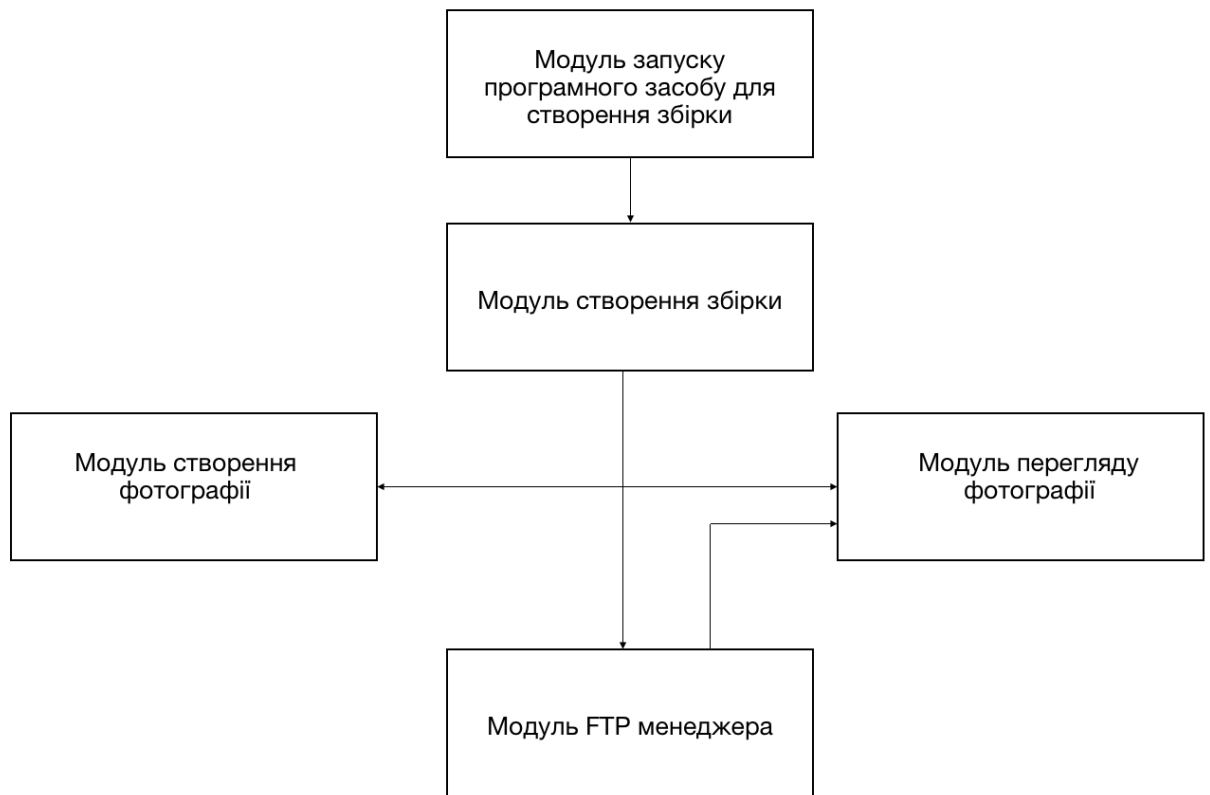 Модуль запуску
програмного засобу для
створення збірки
Модуль створення збірки
Модуль створення
фотографії
Модуль перегляду
фотографії
Модуль FTP менеджера